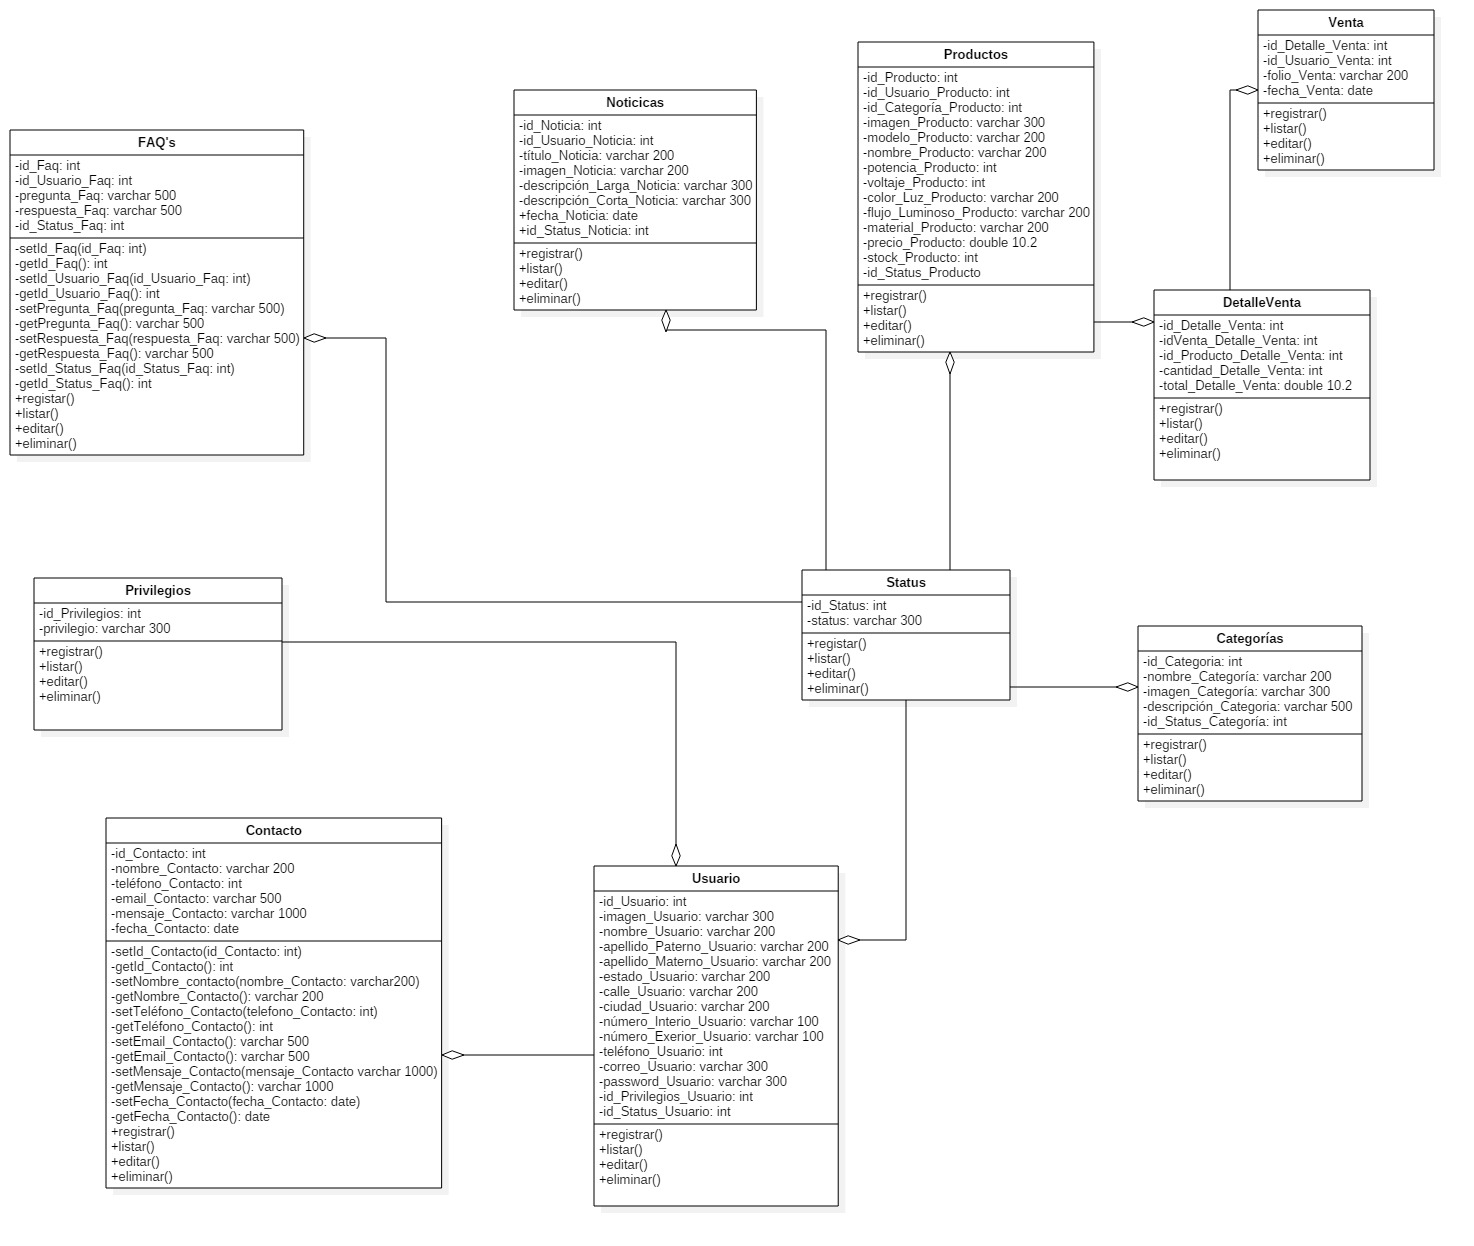 Venta
-id_Detalle_Venta: int
-id_Usuario_Venta: int
-folio_Venta: varchar 200
-fecha_Venta: date
+registrar()
+listar()
+editar()
+eliminar()
Productos
-id_Producto: int
-id_Usuario_Producto: int
-id_Categoría_Producto: int
-imagen_Producto: varchar 300
-modelo_Producto: varchar 200
-nombre_Producto: varchar 200
-potencia_Producto: int
-voltaje_Producto: int
-color_Luz_Producto: varchar 200
-flujo_Luminoso_Producto: varchar 200
-material_Producto: varchar 200
-precio_Producto: double 10.2
-stock_Producto: int
-id_Status_Producto
+registrar()
+listar()
+editar()
+eliminar()
Noticicas
-id_Noticia: int
-id_Usuario_Noticia: int
-título_Noticia: varchar 200
-imagen_Noticia: varchar 200
-descripción_Larga_Noticia: varchar 300
-descripción_Corta_Noticia: varchar 300
+fecha_Noticia: date
+id_Status_Noticia: int
+registrar()
+listar()
+editar()
+eliminar()
FAQ's
-id_Faq: int
-id_Usuario_Faq: int
-pregunta_Faq: varchar 500
-respuesta_Faq: varchar 500
-id_Status_Faq: int
-setId_Faq(id_Faq: int)
-getId_Faq(): int
-setId_Usuario_Faq(id_Usuario_Faq: int)
-getId_Usuario_Faq(): int
-setPregunta_Faq(pregunta_Faq: varchar 500)
-getPregunta_Faq(): varchar 500
-setRespuesta_Faq(respuesta_Faq: varchar 500)
-getRespuesta_Faq(): varchar 500
-setId_Status_Faq(id_Status_Faq: int)
-getId_Status_Faq(): int
+registar()
+listar()
+editar()
+eliminar()
DetalleVenta
-id_Detalle_Venta: int
-idVenta_Detalle_Venta: int
-id_Producto_Detalle_Venta: int
-cantidad_Detalle_Venta: int
-total_Detalle_Venta: double 10.2
+registrar()
+listar()
+editar()
+eliminar()
Privilegios
-id_Privilegios: int
-privilegio: varchar 300
+registrar()
+listar()
+editar()
+eliminar()
Status
-id_Status: int
-status: varchar 300
+registar()
+listar()
+editar()
+eliminar()
Categorías
-id_Categoria: int
-nombre_Categoría: varchar 200
-imagen_Categoría: varchar 300
-descripción_Categoria: varchar 500
-id_Status_Categoría: int
+registrar()
+listar()
+editar()
+eliminar()
Contacto
-id_Contacto: int
-nombre_Contacto: varchar 200
-teléfono_Contacto: int
-email_Contacto: varchar 500
-mensaje_Contacto: varchar 1000
-fecha_Contacto: date
-setId_Contacto(id_Contacto: int)
-getId_Contacto(): int
-setNombre_contacto(nombre_Contacto: varchar200)
-getNombre_Contacto(): varchar 200
-setTeléfono_Contacto(telefono_Contacto: int)
-getTeléfono_Contacto(): int
-setEmail_Contacto(): varchar 500
-getEmail_Contacto(): varchar 500
-setMensaje_Contacto(mensaje_Contacto varchar 1000)
-getMensaje_Contacto(): varchar 1000
-setFecha_Contacto(fecha_Contacto: date)
-getFecha_Contacto(): date
+registrar()
+listar()
+editar()
+eliminar()
Usuario
-id_Usuario: int
-imagen_Usuario: varchar 300
-nombre_Usuario: varchar 200
-apellido_Paterno_Usuario: varchar 200
-apellido_Materno_Usuario: varchar 200
-estado_Usuario: varchar 200
-calle_Usuario: varchar 200
-ciudad_Usuario: varchar 200
-número_Interio_Usuario: varchar 100
-número_Exerior_Usuario: varchar 100
-teléfono_Usuario: int
-correo_Usuario: varchar 300
-password_Usuario: varchar 300
-id_Privilegios_Usuario: int
-id_Status_Usuario: int
+registrar()
+listar()
+editar()
+eliminar()